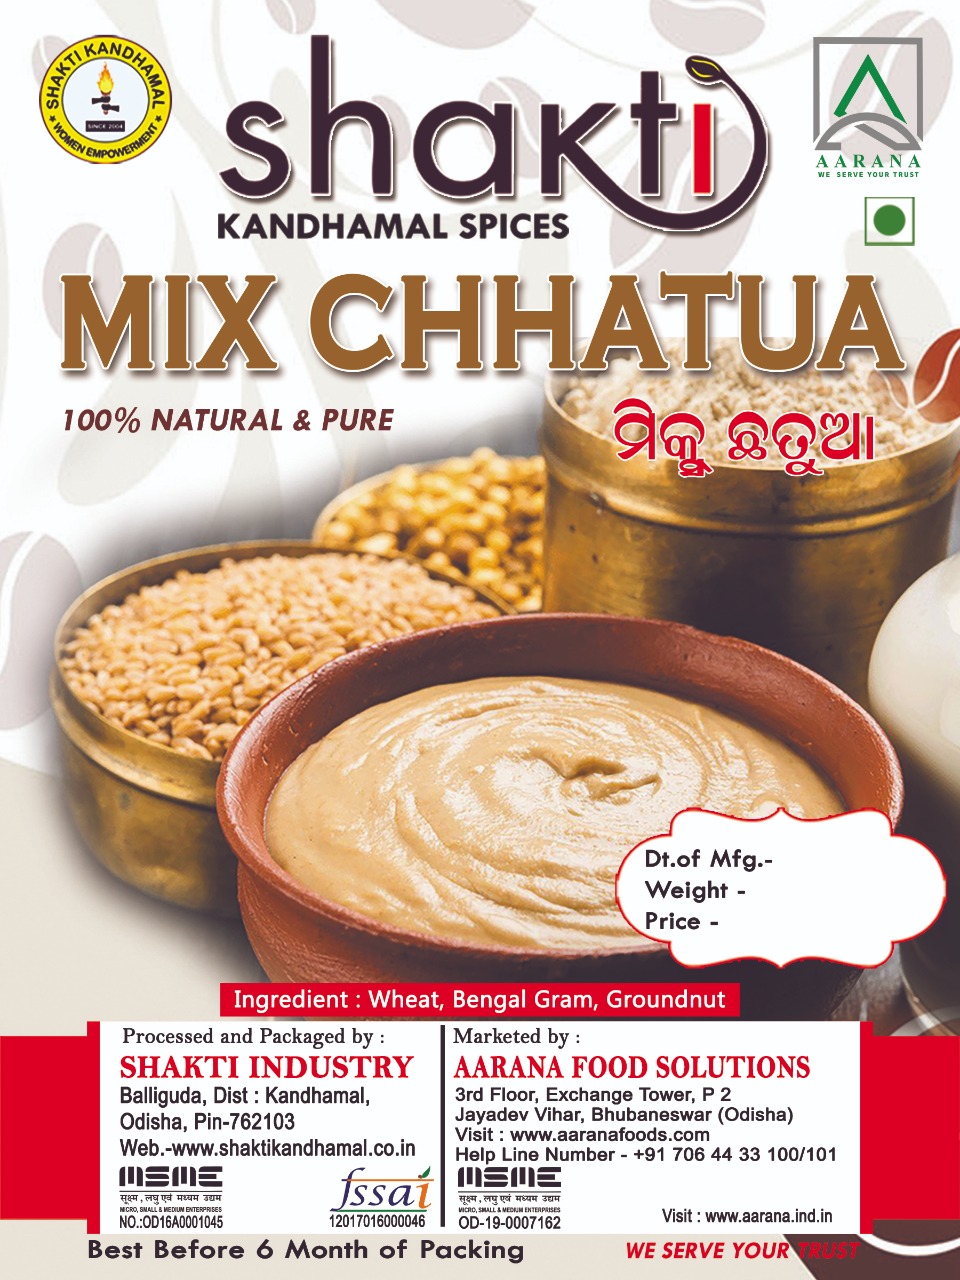 SHAKTI KANDHAMAL
SINCE 2004
WOMEN EMPOWERMENT
shakti
KANDHAMAL SPICES
AARANA
WE SERVE YOUR TRUST
MIX CHHATUA
100% NATURAL & PURE
ମିକ୍ସ ଛତୁଆ
Dt.of Mfg.-
Weight -
Price -
Ingredient : Wheat, Bengal Gram, Groundnut
Processed and Packaged by :
SHAKTI INDUSTRY
Balliguda, Dist : Kandhamal,
Odisha, Pin-762103
Web.-www.shaktikandhamal.co.in
MSME
सूक्ष्म, लघु एवं मध्यम उद्यम
MICRO, SMALL & MEDIUM ENTERPRISES
NO.:OD16A0001045
fssai
12017016000046
Marketed by :
AARANA FOOD SOLUTIONS
3rd Floor, Exchange Tower, P 2
Jayadev Vihar, Bhubaneswar (Odisha)
Visit : www.aaranafoods.com
Help Line Number - +91 706 44 33 100/101
MSME
सूक्ष्म, लघु एवं मध्यम उद्यम
MICRO, SMALL & MEDIUM ENTERPRISES
OD-19-0007162
Visit : www.aarana.ind.in
Best Before 6 Month of Packing
WE SERVE YOUR TRUST